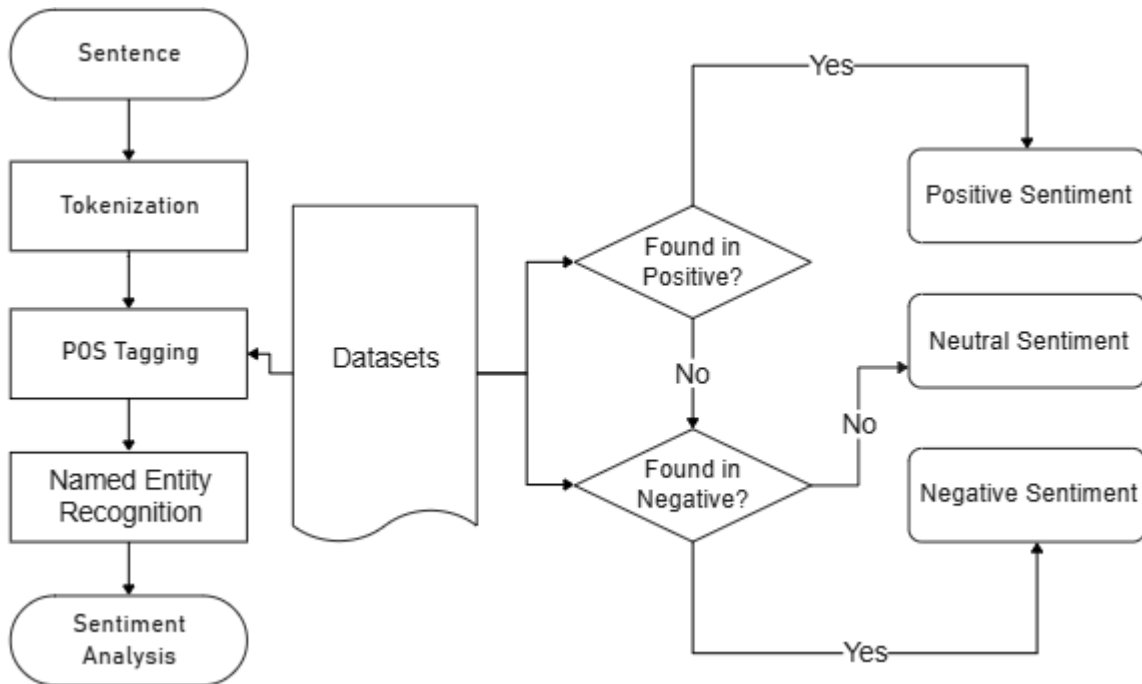 Sentence
Tokenization
POS Tagging
Named Entity
Recognition
Sentiment
Analysis
Datasets
Yes
Found in
Positive?
No
Found in
Negative?
No
Yes
Positive Sentiment
Neutral Sentiment
Negative Sentiment